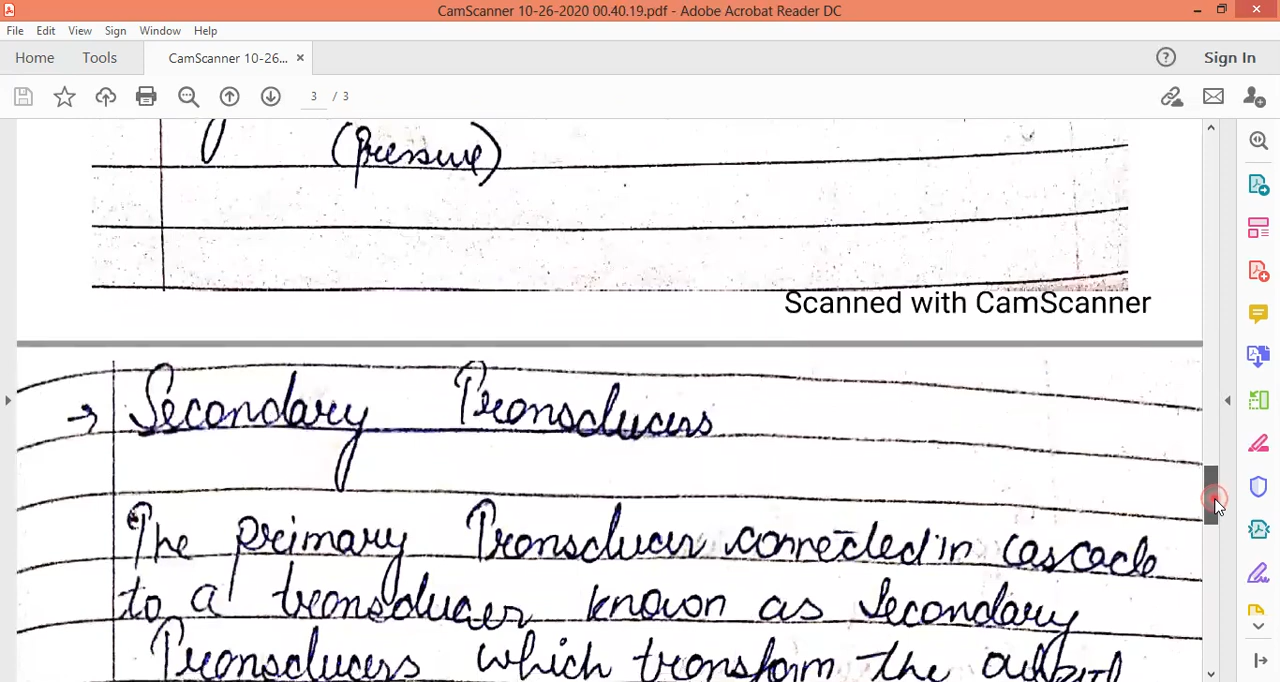 CamScanner 10-26-2020 00.40.19.pdf - Adobe Acrobat Reader DC
File Edit View Sign Window Help
Home Tools CamScanner 10-26... × Sign In
3 / 3
(pressure)
Scanned with CamScanner
→ Secondary Transducers
The primary Transducer connected in cascade
to a transducer known as Secondary
Transducers which transform the output